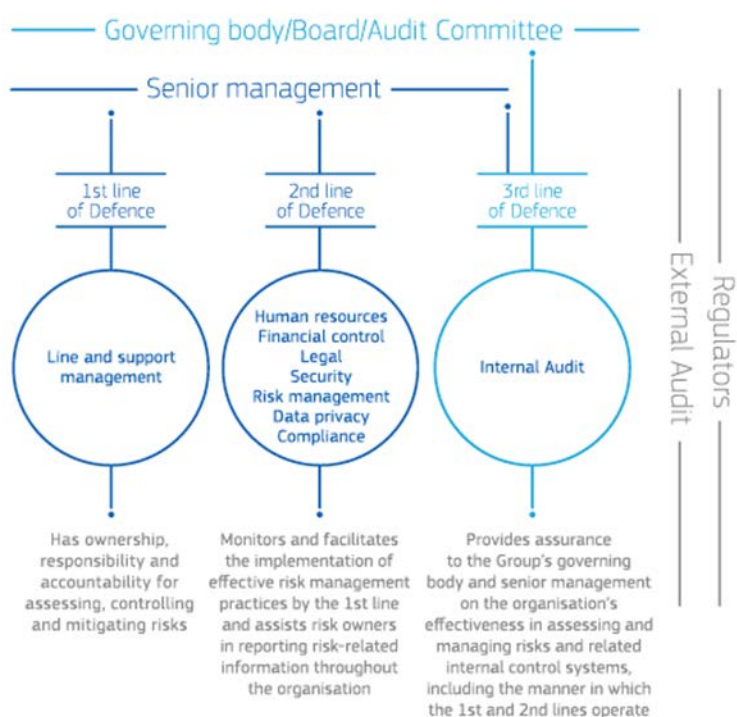 Governing body/Board/Audit Committee
Senior management
1st line
of Defence
2nd line
of Defence
3rd line
of Defence
Line and support
management
Human resources
Financial control
Legal
Security
Risk management
Data privacy
Compliance
Internal Audit
Has ownership,
responsibility and
accountability for
assessing, controlling
and mitigating risks
Monitors and facilitates
the implementation of
effective risk management
practices by the 1st line
and assists risk owners
in reporting risk-related
information throughout
the organisation
Provides assurance
to the Group's governing
body and senior management
on the organisation's
effectiveness in assessing and
managing risks and related
internal control systems,
including the manner in which
the 1st and 2nd lines operate
External Audit
Regulators